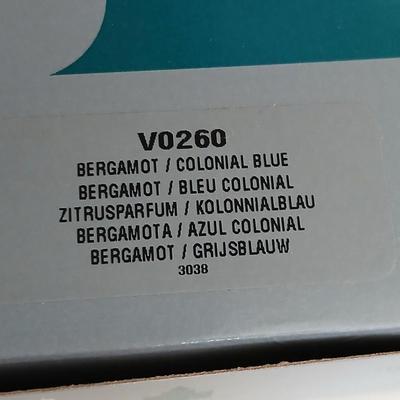 V0260
BERGAMOT / COLONIAL BLUE
BERGAMOT / BLEU COLONIAL
ZITRUSPARFUM / KOLONNIALBLAU
BERGAMOTA / AZUL COLONIAL
BERGAMOT / GRIJSBLAUW
3038